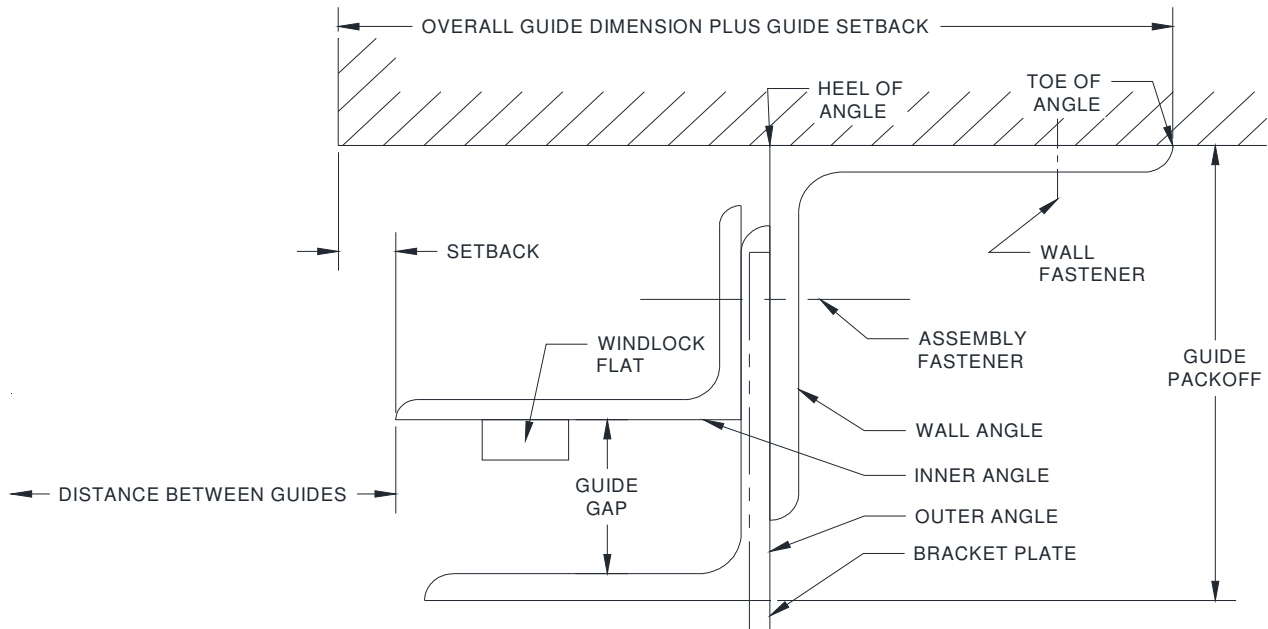 OVERALL GUIDE DIMENSION PLUS GUIDE SETBACK
HEEL OF
ANGLE
TOE OF
ANGLE
SETBACK
WALL
FASTENER
WINDLOCK
FLAT
ASSEMBLY
FASTENER
GUIDE
PACKOFF
WALL ANGLE
INNER ANGLE
DISTANCE BETWEEN GUIDES
GUIDE
GAP
OUTER ANGLE
BRACKET PLATE